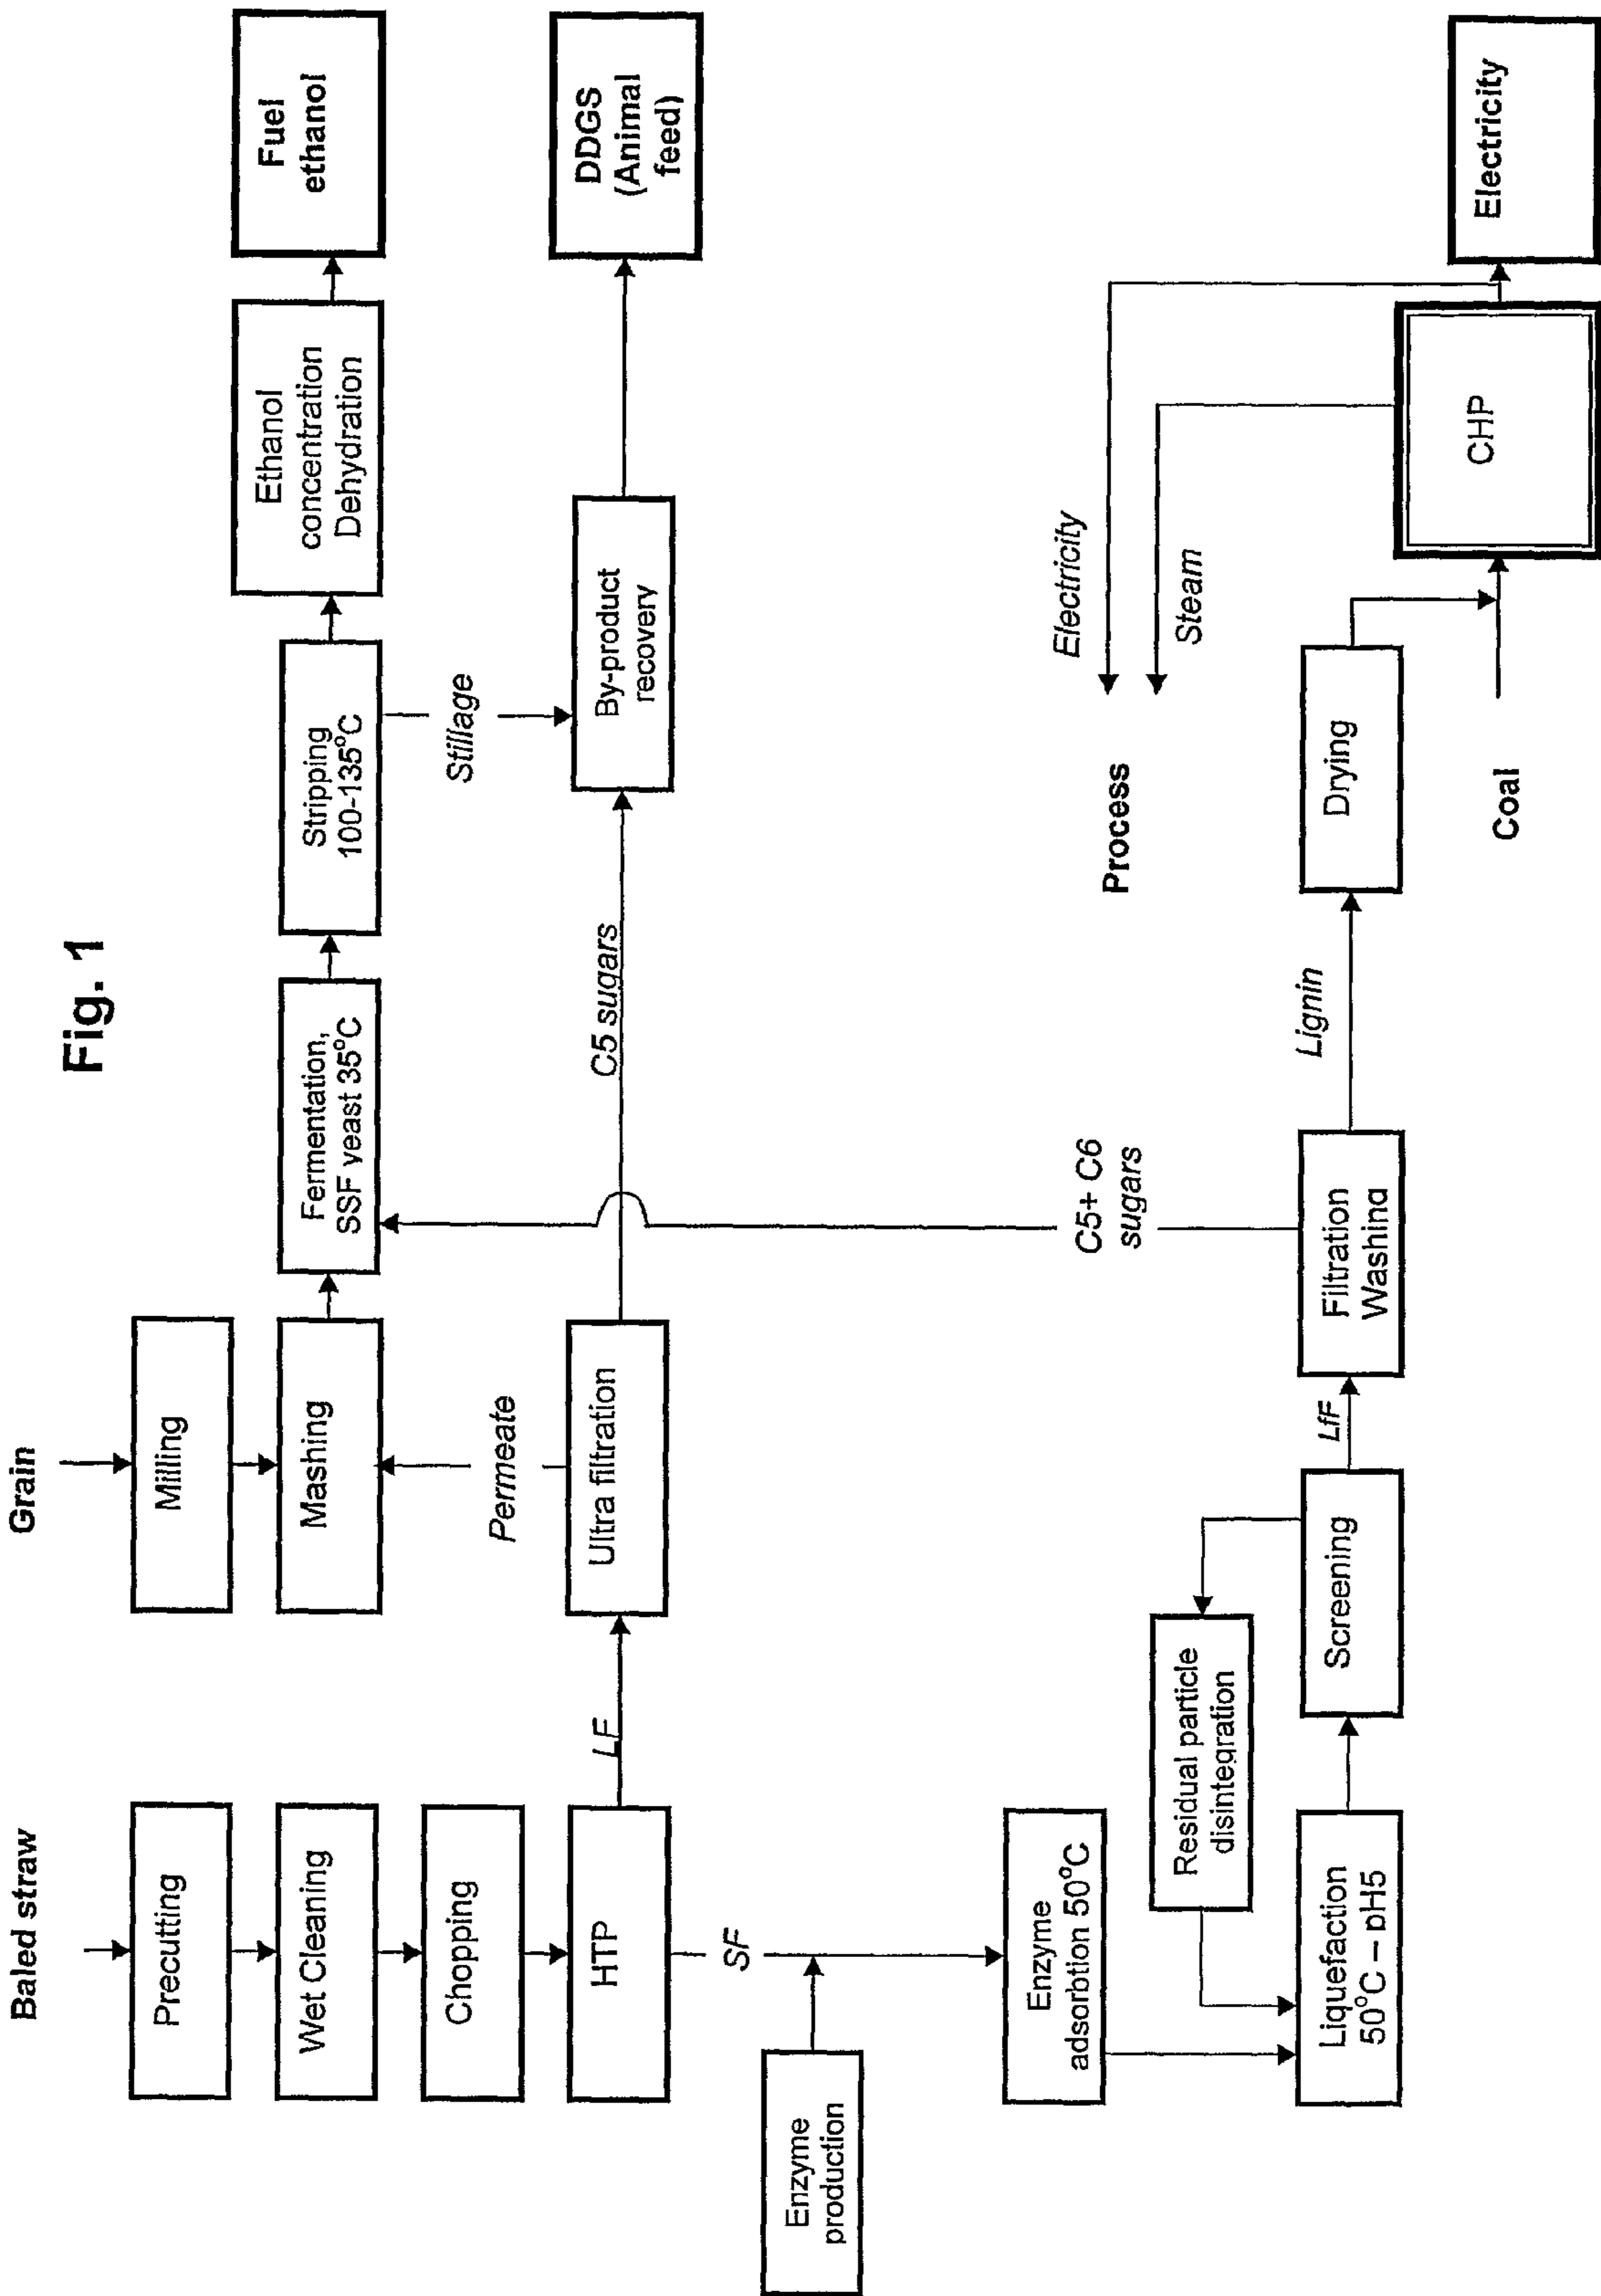 Fig. 1
Baled straw
Precutting
Wet Cleaning
Chopping
HTP
LF
SF
Enzyme
production
Enzyme
adsorbtion 50°C
Liquefaction
50°C – pH5
Residual particle
disintegration
Screening
LfF
Filtration
Washing
C5+ C6
sugars
Lignin
Drying
Coal
CHP
Process
Electricity
Steam
Electricity
Grain
Milling
Mashing
Permeate
Ultra filtration
C5 sugars
Fermentation,
SSF yeast 35°C
Stripping
100-135°C
Stillage
By-product
recovery
Ethanol
concentration
Dehydration
Fuel
ethanol
DDGS
(Animal
feed)